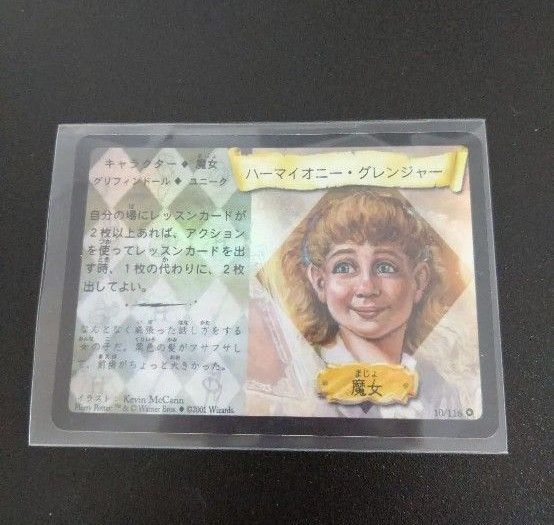 キャラクター◆魔女
まじょ
グリフィンドール◆ユニーク
ハーマイオニー・グレンジャー
自分の場にレッスンカードが
２枚以上あれば、アクション
を使ってレッスンカードを出
す時、１枚の代わりに、２枚
出してよい。
なんとなく威張った話し方をする
女の子だ。栗色の髪がフサフサし
て、前歯がちょっと大きかった。
イラスト：Kevin McCann
Harry Potter ™ & © Warner Bros. ◆ ©2001 Wizards.
まじょ
魔女
10/116